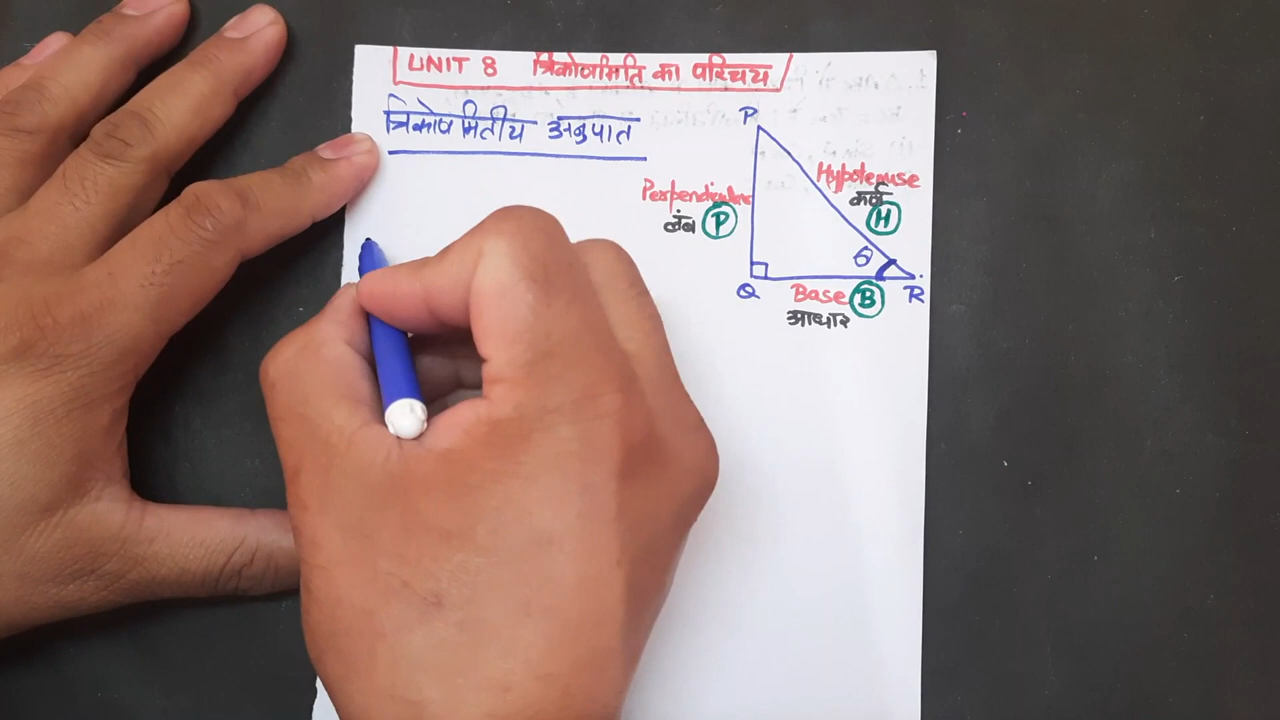 UNIT 8 त्रिकोणमिति का परिचय
त्रिकोणमितीय अनुपात
P
Perpendicular
लंब P
Hypotenuse
कर्ण
H
θ
Q
Base B
R
आधार